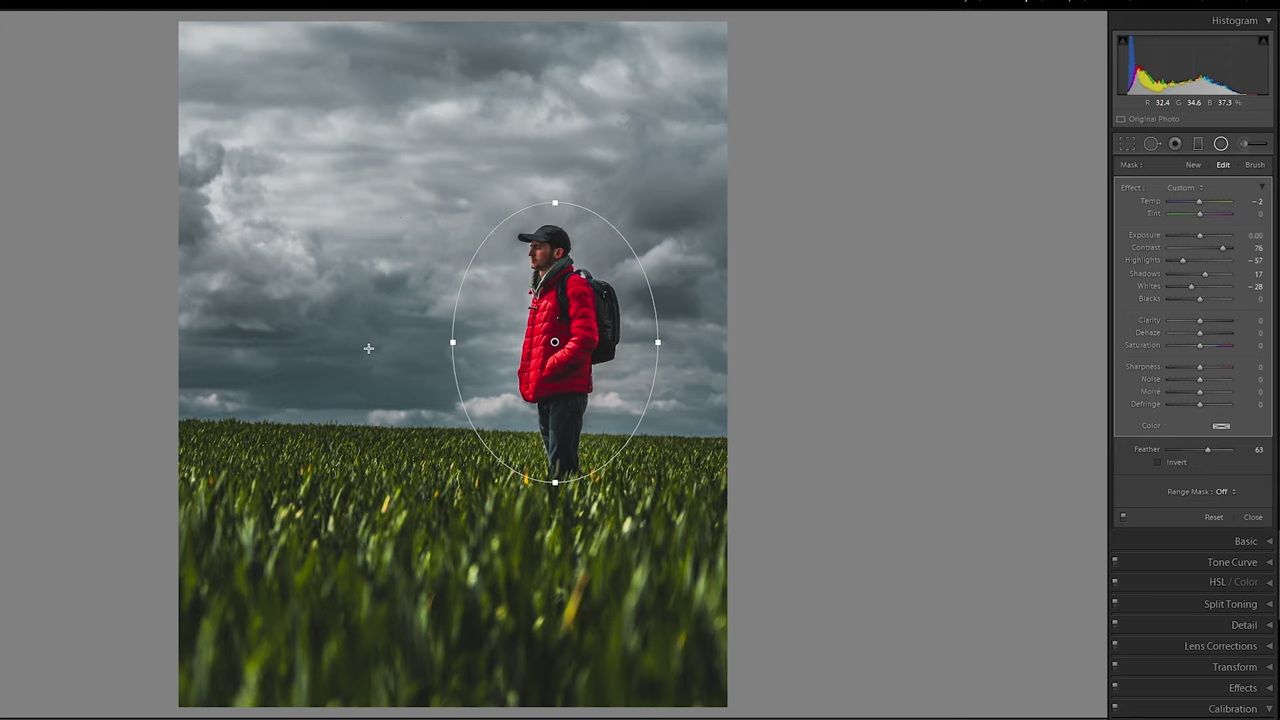 Histogram
R 32.4 G 34.6 B 37.3 %
Original Photo
Mask : New Edit Brush
Effect : Custom
Temp − 2
Tint 0
Exposure 0.00
Contrast 76
Highlights − 57
Shadows 17
Whites − 28
Blacks 0
Clarity 0
Dehaze 0
Saturation 0
Sharpness 0
Noise 0
Moiré 0
Defringe 0
Color
Feather 63
Invert
Range Mask : Off
Reset Close
Basic
Tone Curve
HSL / Color
Split Toning
Detail
Lens Corrections
Transform
Effects
Calibration